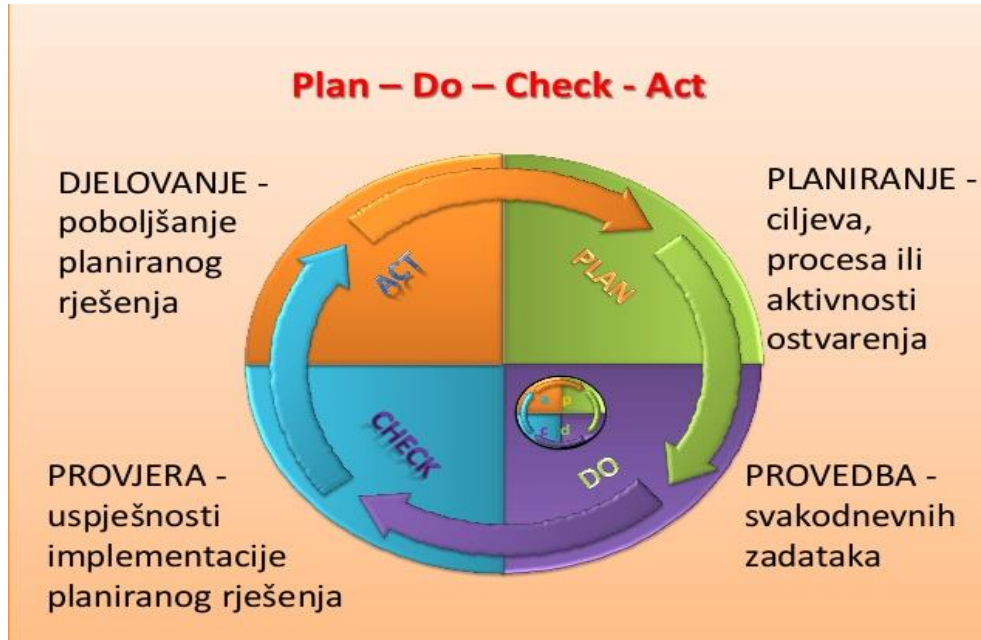 Plan – Do – Check - Act
DJELOVANJE -
poboljšanje
planiranog
rješenja
PLANIRANJE -
ciljeva,
procesa ili
aktivnosti
ostvarenja
ACT
PLAN
a p
c d
CHECK
DO
PROVJERA -
uspješnosti
implementacije
planiranog rješenja
PROVEDBA -
svakodnevnih
zadataka